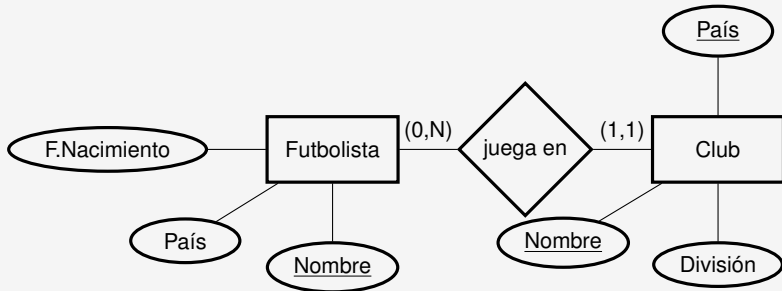 País
(0,N)
(1,1)
F.Nacimiento
Futbolista
juega en
Club
País
Nombre
Nombre
División